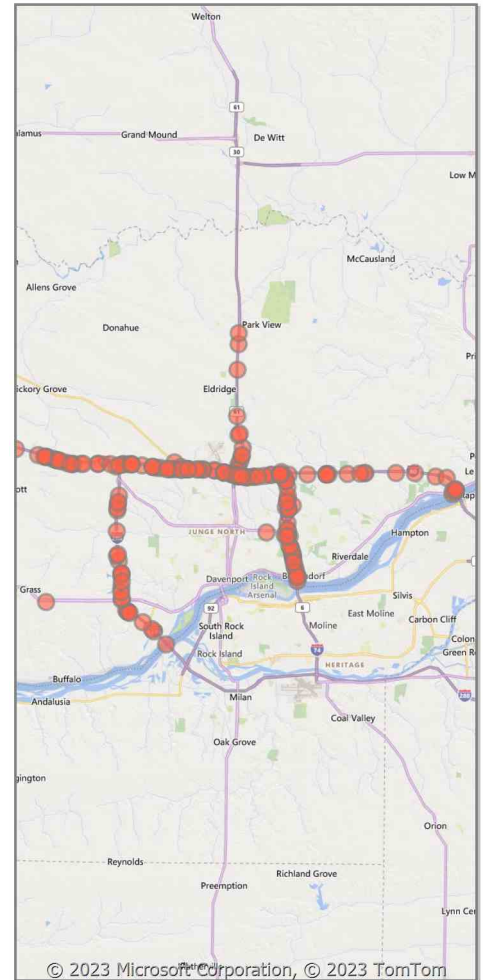 Welton
61
Grand Mound
De Witt
30
McCausland
Allens Grove
Donahue
Park View
ickory Grove
Eldridge
JUNGE NORTH
Hampton
Riverdale
Davenport
Rock
Island
Arsenal
Grass
Silvis
92
6
East Moline
South Rock
Island
Moline
Carbon Cliff
Rock Island
74
HERITAGE
Buffalo
Andalusia
Milan
Coal Valley
Oak Grove
Orion
Reynolds
Richland Grove
Preemption
© 2023 Microsoft Corporation, © 2023 TomTom